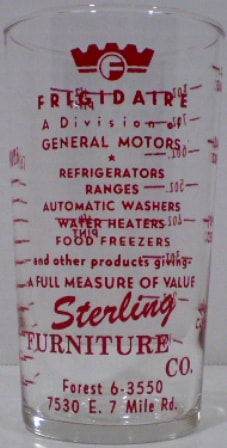 F
FRIGIDAIRE
A Division of
GENERAL MOTORS
★
REFRIGERATORS
RANGES
AUTOMATIC WASHERS
WATER HEATERS
FOOD FREEZERS
and other products giving-
A FULL MEASURE OF VALUE
Sterling
FURNITURE
CO.
Forest 6-3550
7530 E. 7 Mile Rd.